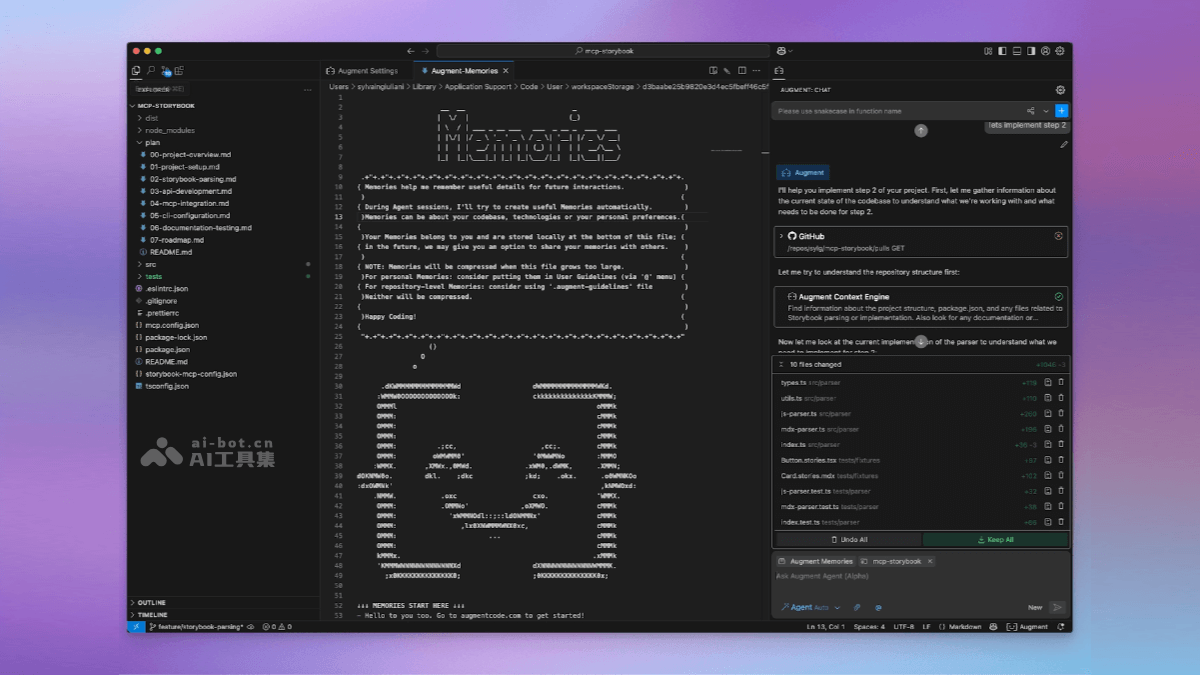 mcp-storybook
EXPLORER
MCP-STORYBOOK
dist
node_modules
plan
00-project-overview.md
01-project-setup.md
02-storybook-parsing.md
03-api-development.md
04-mcp-integration.md
05-cli-configuration.md
06-documentation-testing.md
07-roadmap.md
README.md
src
tests
.eslintrc.json
.gitignore
.prettierrc
mcp.config.json
package-lock.json
package.json
README.md
storybook-mcp-config.json
tsconfig.json
ai-bot.cn
AI工具集
OUTLINE
TIMELINE
Augment Settings
Augment-Memories
Users > sylvaingiuliani > Library > Application Support > Code > User > workspaceStorage >
Memories
Memories help me remember useful details for future interactions.
During Agent sessions, I'll try to create useful Memories automatically.
Memories can be about your codebase, technologies or your personal preferences.
Your Memories belong to you and are stored locally at the bottom of this file;
in the future, we may give you an option to share your memories with others.
NOTE: Memories will be compressed when this file grows too large.
For personal Memories: consider putting them in User Guidelines (via '@' menu)
For repository-level Memories: consider using '.augment-guidelines' file
Neither will be compressed.
Happy Coding!
↓↓↓ MEMORIES START HERE ↓↓↓
- Hello to you too. Go to augmentcode.com to get started!
AUGMENT: CHAT
Please use snakecase in function name
lets implement step 2
Augment
I'll help you implement step 2 of your project. First, let me gather information about
the current state of the codebase to understand what we're working with and what
needs to be done for step 2.
GitHub
/repos/sylg/mcp-storybook/pulls GET
Let me try to understand the repository structure first:
Augment Context Engine
Find information about the project structure, package.json, and any files related to
Storybook parsing or implementation. Also look for any documentation or...
Now let me look at the current of the parser to understand what we
need to implement for step 2:
10 files changed
types.ts src/parser
utils.ts src/parser
js-parser.ts src/parser
mdx-parser.ts src/parser
index.ts src/parser
Button.stories.tsx tests/fixtures
Card.stories.mdx tests/fixtures
js-parser.test.ts tests/parser
mdx-parser.test.ts tests/parser
index.test.ts tests/parser
Undo All
Keep All
Augment Memories
mcp-storybook
Ask Augment Agent (Alpha)
Agent Auto
New
feature/storybook-parsing*
0 0
Ln 13, Col 1
Spaces: 4
UTF-8
LF
Markdown
Augment